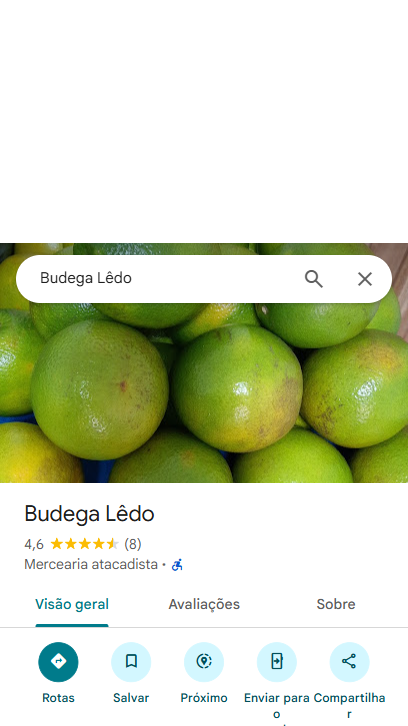 Budega Lêdo
Budega Lêdo
4,6 (8)
Mercearia atacadista ·
Visão geral Avaliações Sobre
Rotas Salvar Próximo Enviar para o Compartilhar